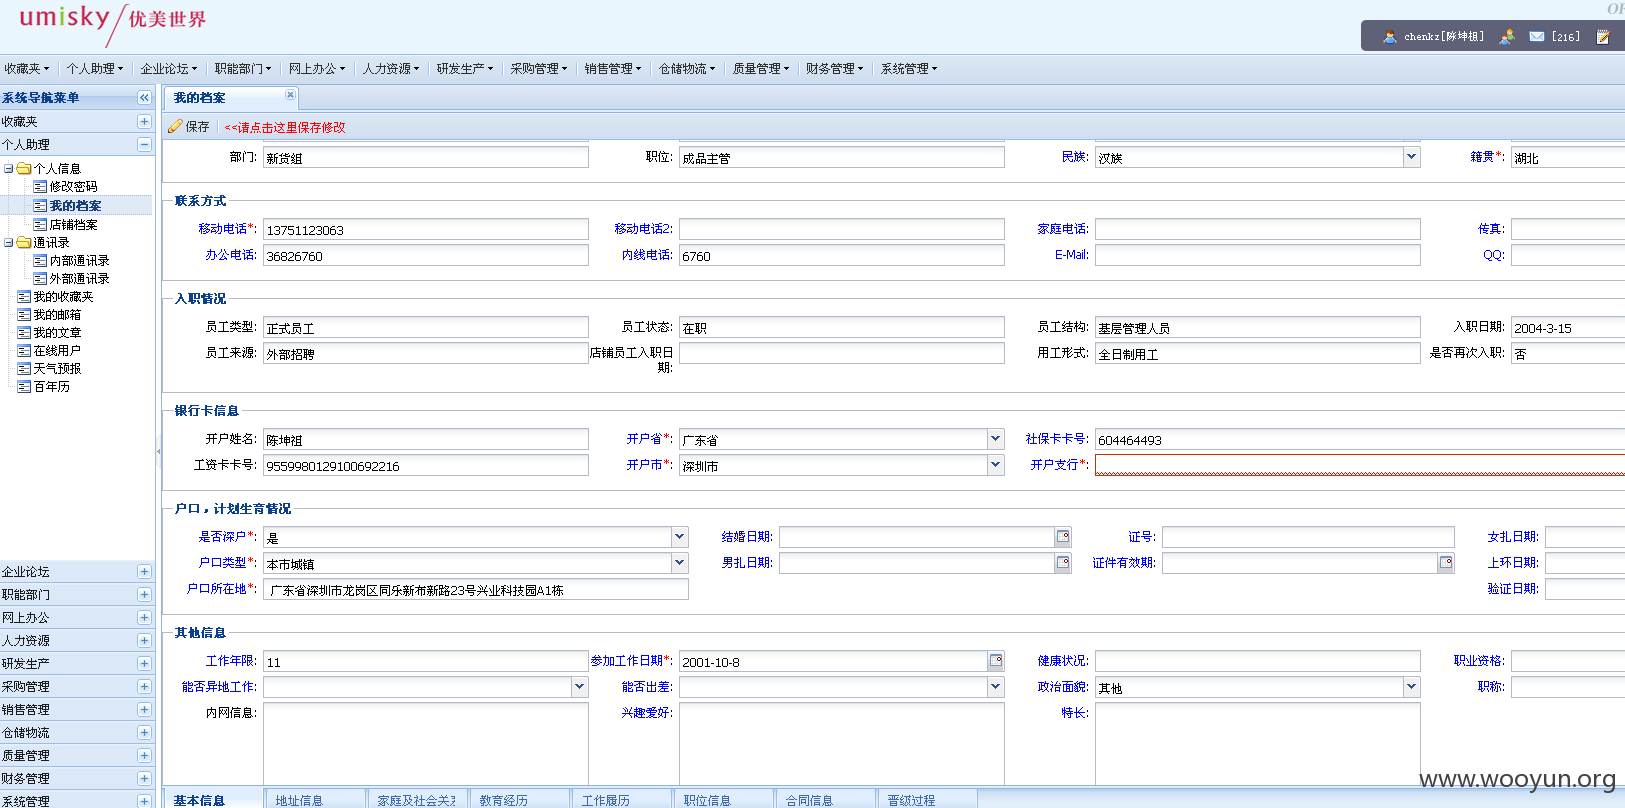 umisky/优美世界
OF
chenkz[陈坤祖] [216]
收藏夹 个人助理 企业论坛 职能部门 网上办公 人力资源 研发生产 采购管理 销售管理 仓储物流 质量管理 财务管理 系统管理
系统导航菜单
收藏夹
个人助理
个人信息
修改密码
我的档案
店铺档案
通讯录
内部通讯录
外部通讯录
我的收藏夹
我的邮箱
我的文章
在线用户
天气预报
百年历
企业论坛
职能部门
网上办公
人力资源
研发生产
采购管理
销售管理
仓储物流
质量管理
财务管理
系统管理
我的档案
保存 <<请点击这里保存修改
部门: 新货组 职位: 成品主管 民族: 汉族 籍贯*: 湖北
联系方式
移动电话*: 13751123063 移动电话2: 家庭电话: 传真:
办公电话: 36826760 内线电话: 6760 E-Mail: QQ:
入职情况
员工类型: 正式员工 员工状态: 在职 员工结构: 基层管理人员 入职日期: 2004-3-15
员工来源: 外部招聘 店铺员工入职日期: 用工形式: 全日制用工 是否再次入职: 否
银行卡信息
开户姓名: 陈坤祖 开户省*: 广东省 社保卡卡号: 604464493
工资卡卡号: 9559980129100692216 开户市*: 深圳市 开户支行*:
户口，计划生育情况
是否深户*: 是 结婚日期: 证号: 女扎日期:
户口类型*: 本市城镇 男扎日期: 证件有效期: 上环日期:
户口所在地*: 广东省深圳市龙岗区同乐新布新路23号兴业科技园A1栋 验证日期:
其他信息
工作年限: 11 参加工作日期*: 2001-10-8 健康状况: 职业资格:
能否异地工作: 能否出差: 政治面貌: 其他 职称:
内网信息: 兴趣爱好: 特长:
基本信息 地址信息 家庭及社会关系 教育经历 工作履历 职位信息 合同信息 晋级过程
www.wooyun.org